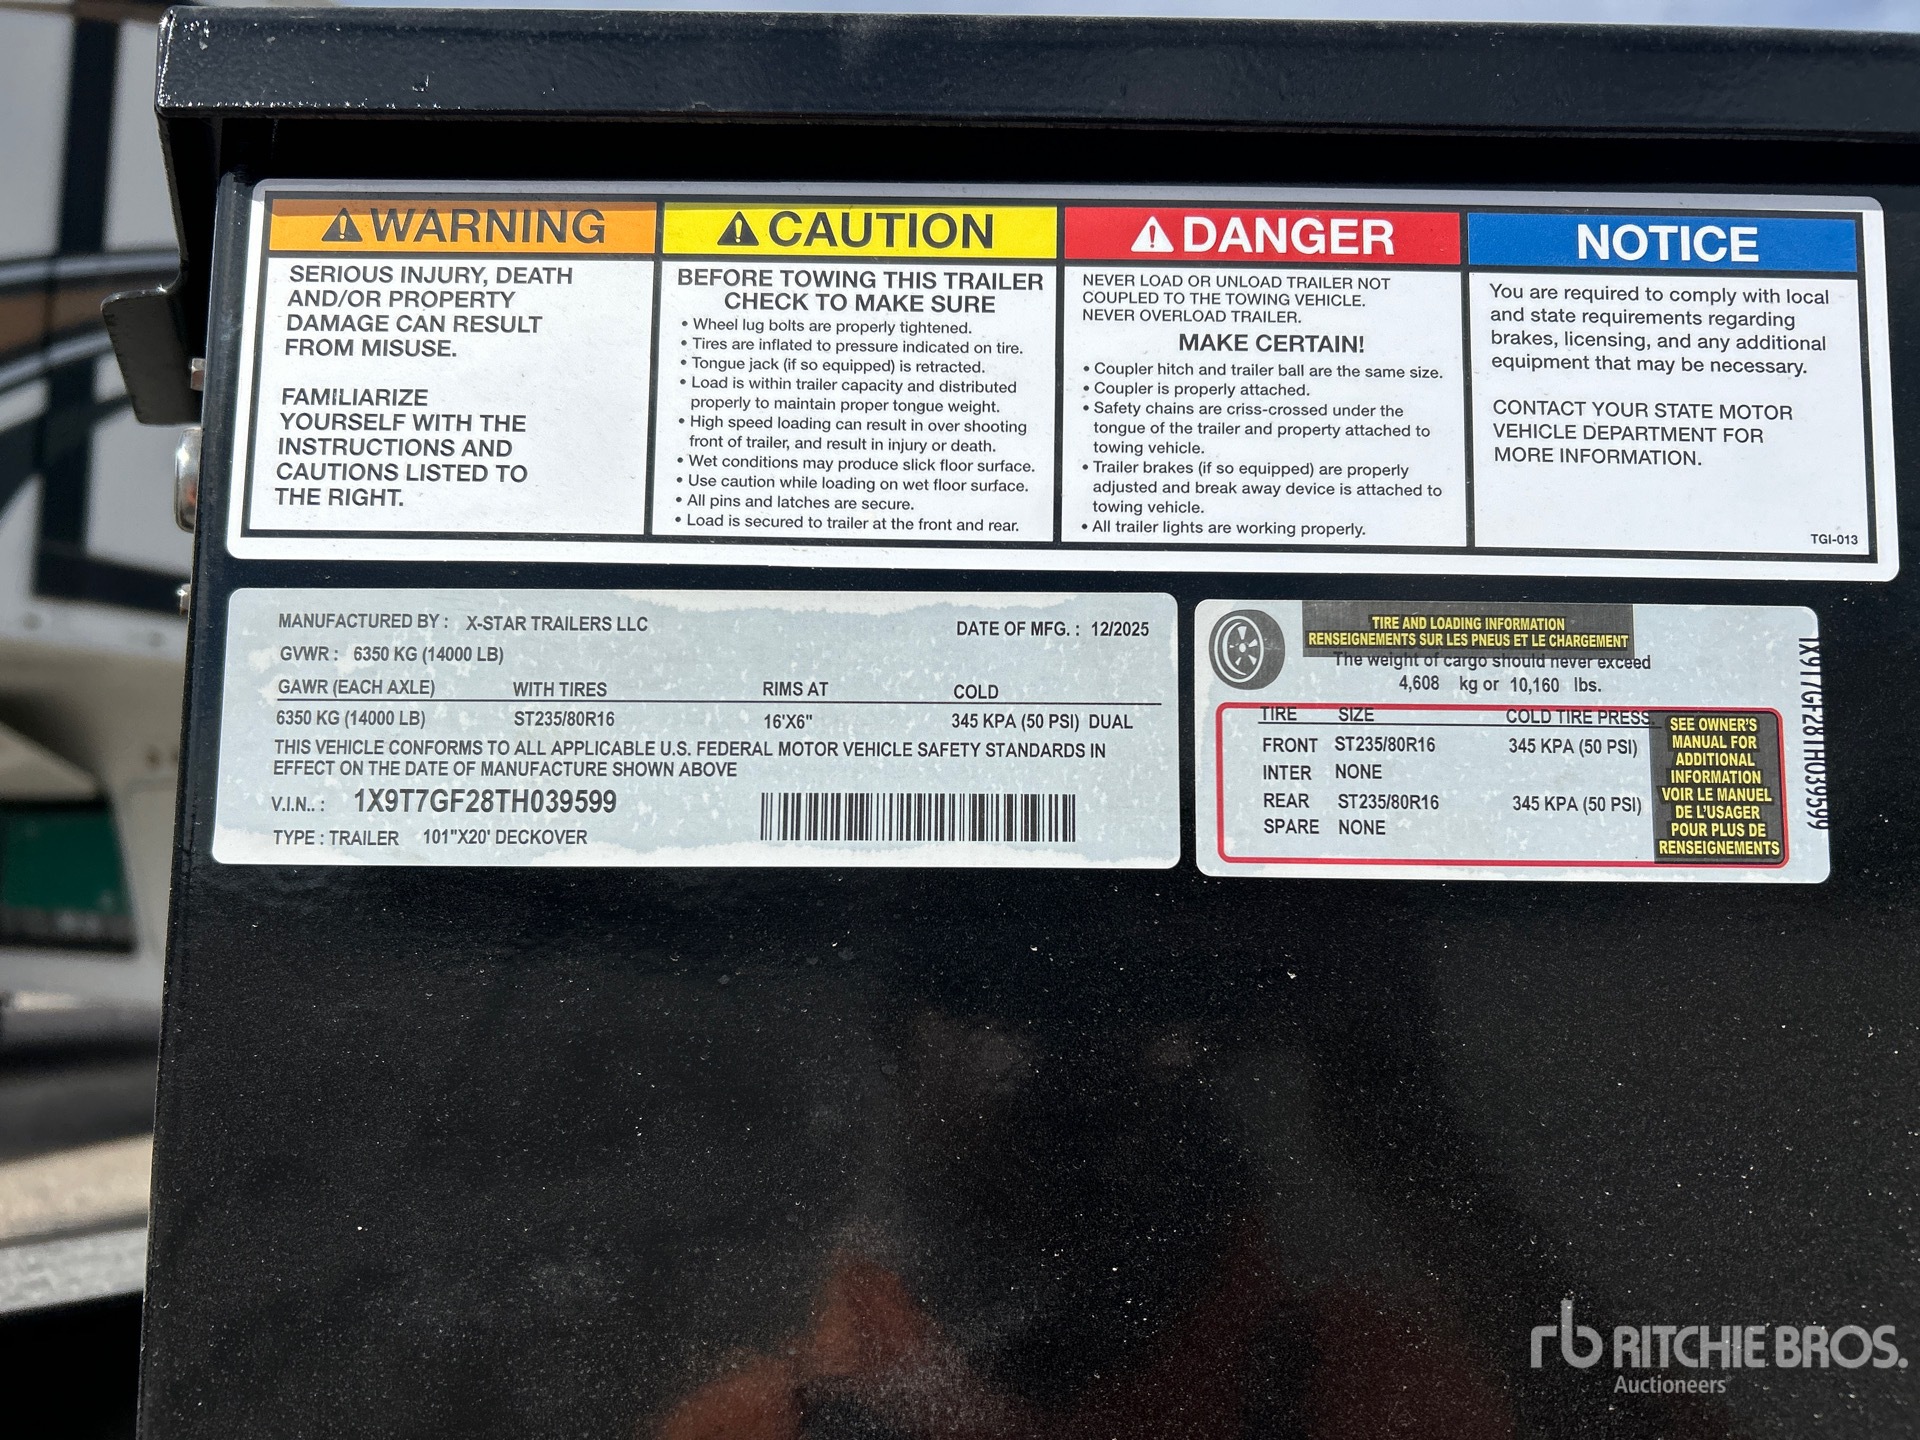 WARNING
SERIOUS INJURY, DEATH
AND/OR PROPERTY
DAMAGE CAN RESULT
FROM MISUSE.
FAMILIARIZE
YOURSELF WITH THE
INSTRUCTIONS AND
CAUTIONS LISTED TO
THE RIGHT.
CAUTION
BEFORE TOWING THIS TRAILER
CHECK TO MAKE SURE
• Wheel lug bolts are properly tightened.
• Tires are inflated to pressure indicated on tire.
• Tongue jack (if so equipped) is retracted.
• Load is within trailer capacity and distributed
properly to maintain proper tongue weight.
• High speed loading can result in over shooting
front of trailer, and result in injury or death.
• Wet conditions may produce slick floor surface.
• Use caution while loading on wet floor surface.
• All pins and latches are secure.
• Load is secured to trailer at the front and rear.
DANGER
NEVER LOAD OR UNLOAD TRAILER NOT
COUPLED TO THE TOWING VEHICLE.
NEVER OVERLOAD TRAILER.
MAKE CERTAIN!
• Coupler hitch and trailer ball are the same size.
• Coupler is properly attached.
• Safety chains are criss-crossed under the
tongue of the trailer and property attached to
towing vehicle.
• Trailer brakes (if so equipped) are properly
adjusted and break away device is attached to
towing vehicle.
• All trailer lights are working properly.
NOTICE
You are required to comply with local
and state requirements regarding
brakes, licensing, and any additional
equipment that may be necessary.
CONTACT YOUR STATE MOTOR
VEHICLE DEPARTMENT FOR
MORE INFORMATION.
TGI-013
MANUFACTURED BY : X-STAR TRAILERS LLC
DATE OF MFG. : 12/2025
GVWR : 6350 KG (14000 LB)
GAWR (EACH AXLE) WITH TIRES RIMS AT COLD
6350 KG (14000 LB) ST235/80R16 16'X6" 345 KPA (50 PSI) DUAL
THIS VEHICLE CONFORMS TO ALL APPLICABLE U.S. FEDERAL MOTOR VEHICLE SAFETY STANDARDS IN
EFFECT ON THE DATE OF MANUFACTURE SHOWN ABOVE
V.I.N.. : 1X9T7GF28TH039599
TYPE : TRAILER 101"X20' DECKOVER
TIRE AND LOADING INFORMATION
RENSEIGNEMENTS SUR LES PNEUS ET LE CHARGEMENT
The weight of cargo should never exceed
4,608 kg or 10,160 lbs.
TIRE SIZE COLD TIRE PRESS.
FRONT ST235/80R16 345 KPA (50 PSI)
INTER NONE
REAR ST235/80R16 345 KPA (50 PSI)
SPARE NONE
SEE OWNER'S
MANUAL FOR
ADDITIONAL
INFORMATION
VOIR LE MANUEL
DE L'USAGER
POUR PLUS DE
RENSEIGNEMENTS
1X9T7GF28TH039599
rb RITCHIE BROS.
Auctioneers